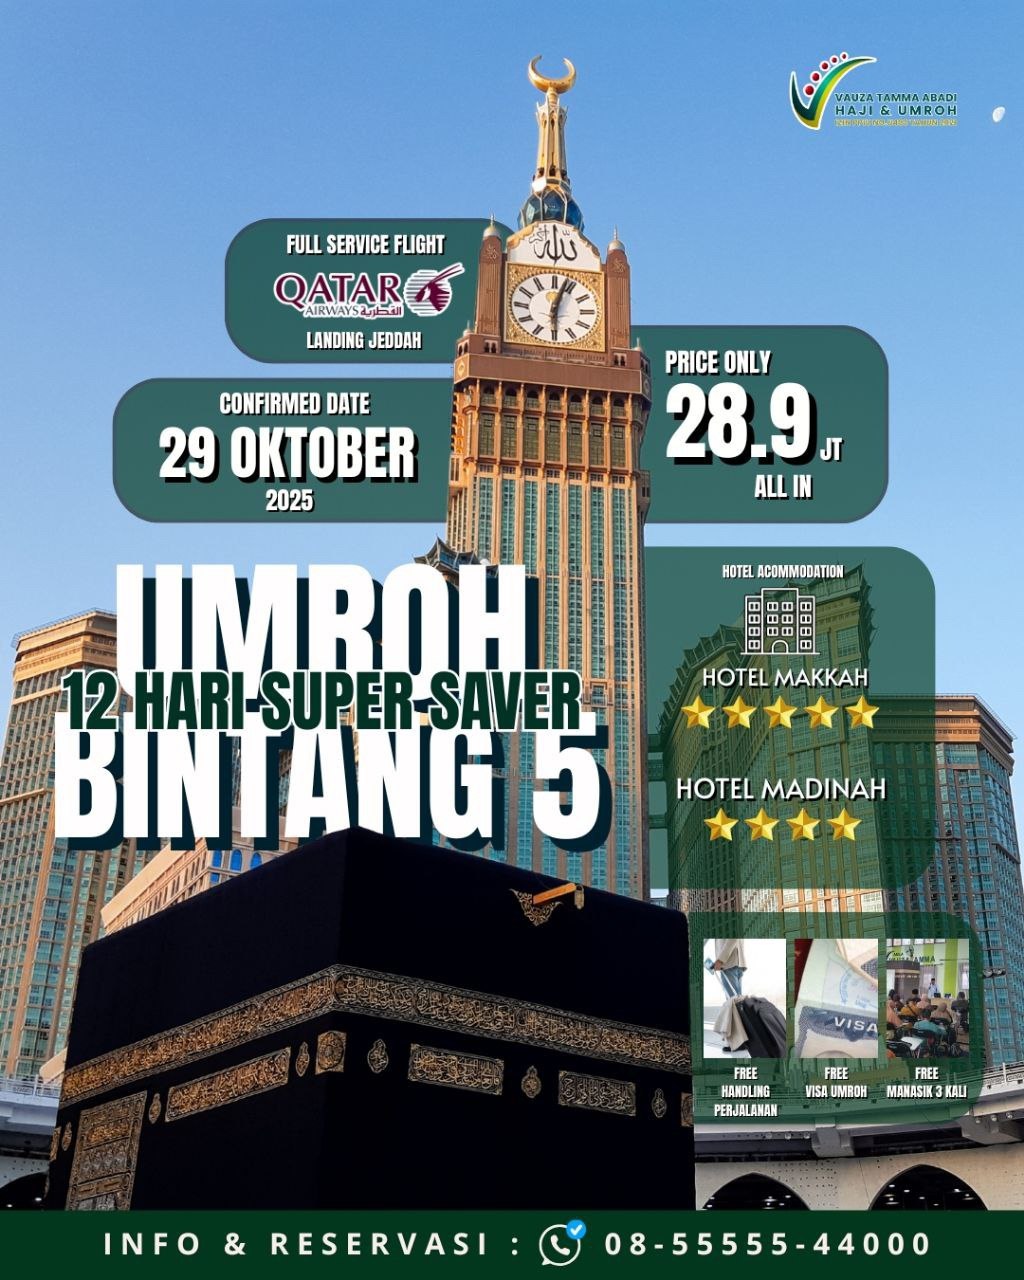 VAUZA TAMMA ABADI
HAJI & UMROH
FULL SERVICE FLIGHT
QATAR
AIRWAYS القطرية
LANDING JEDDAH
الله
PRICE ONLY
28.9 JT
ALL IN
CONFIRMED DATE
29 OKTOBER
2025
UMROH
12 HARI SUPER SAVER
BINTANG 5
HOTEL ACOMMODATION
HOTEL MAKKAH
HOTEL MADINAH
VISA
FREE
HANDLING
PERJALANAN
FREE
VISA UMROH
FREE
MANASIK 3 KALI
INFO & RESERVASI : 08-55555-44000